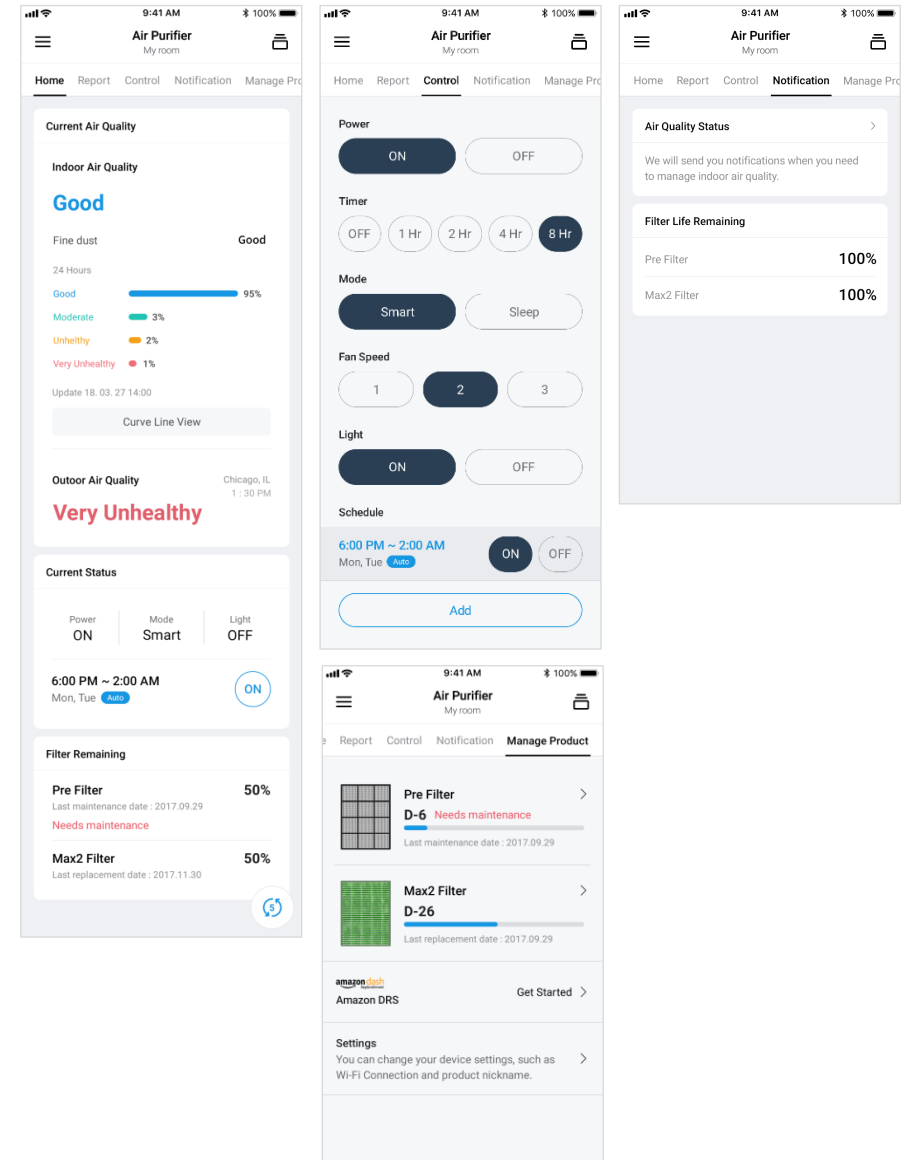 9:41 AM 100%
Air Purifier
My room
Home Report Control Notification Manage Pro
Current Air Quality
Indoor Air Quality
Good
Fine dust Good
24 Hours
Good 95%
Moderate 3%
Unhelthy 2%
Very Unhealthy 1%
Update 18. 03. 27 14:00
Curve Line View
Outoor Air Quality Chicago, IL
1 : 30 PM
Very Unhealthy
Current Status
Power Mode Light
ON Smart OFF
6:00 PM ~ 2:00 AM
Mon, Tue Auto
ON
Filter Remaining
Pre Filter 50%
Last maintenance date : 2017.09.29
Needs maintenance
Max2 Filter 50%
Last replacement date : 2017.11.30
5
9:41 AM 100%
Air Purifier
My room
Home Report Control Notification Manage Pro
Power
ON OFF
Timer
OFF 1 Hr 2 Hr 4 Hr 8 Hr
Mode
Smart Sleep
Fan Speed
1 2 3
Light
ON OFF
Schedule
6:00 PM ~ 2:00 AM
Mon, Tue Auto
ON OFF
Add
9:41 AM 100%
Air Purifier
My room
Home Report Control Notification Manage Pro
Air Quality Status
We will send you notifications when you need
to manage indoor air quality.
Filter Life Remaining
Pre Filter 100%
Max2 Filter 100%
9:41 AM 100%
Air Purifier
My room
e Report Control Notification Manage Product
Pre Filter
D-6 Needs maintenance
Last maintenance date : 2017.09.29
Max2 Filter
D-26
Last replacement date : 2017.09.29
amazon dash
Amazon DRS Get Started
Settings
You can change your device settings, such as
Wi-Fi Connection and product nickname.